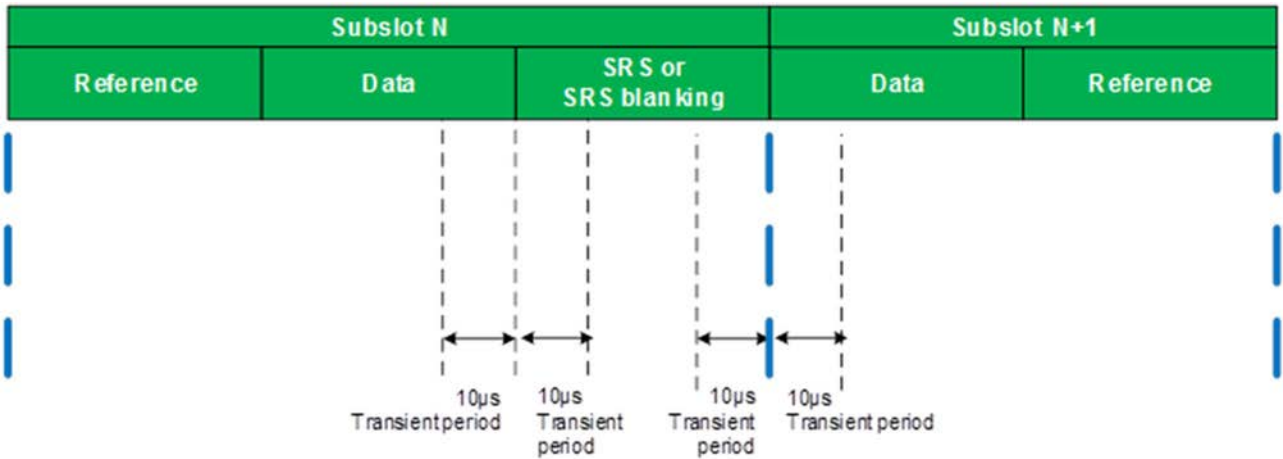 Subslot N
Subslot N+1
Reference
Data
SRS or
SRS blanking
Data
Reference
10µs
Transient period
10µs
Transient
period
10µs
Transient
period
10µs
Transient period